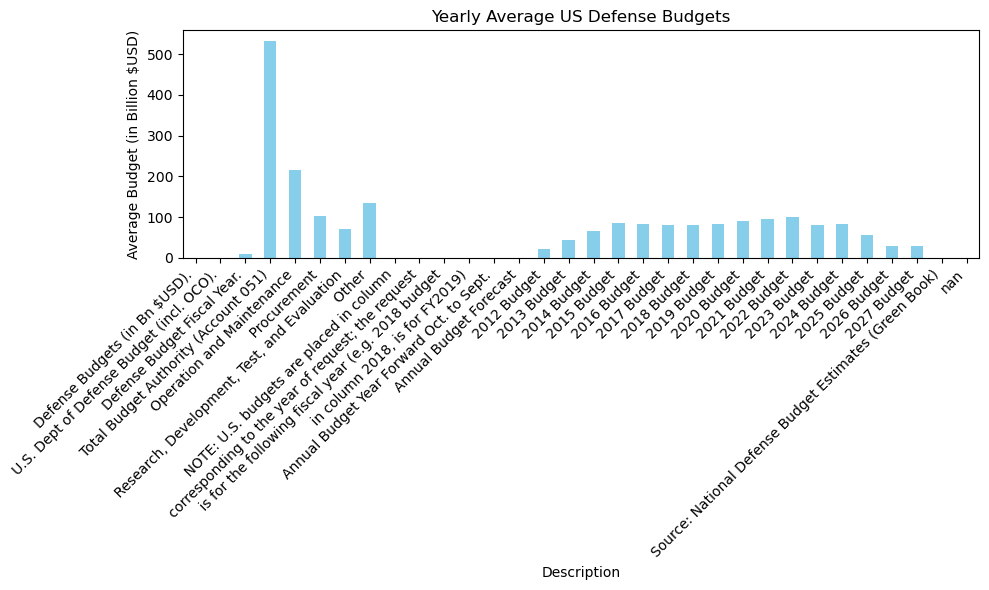 Yearly Average US Defense Budgets
Average Budget (in Billion $USD)
500
400
300
200
100
0
Defense Budgets (in Bn $USD).
U.S. Dept of Defense Budget (incl. OCO).
Defense Budget Fiscal Year.
Total Budget Authority (Account 051)
Operation and Maintenance
Procurement
Research, Development, Test, and Evaluation
Other
NOTE: U.S. budgets are placed in column
corresponding to the year of request; the request
is for the following fiscal year (e.g. 2018 budget
in column 2018, is for FY2019)
Annual Budget Year Forward Oct. to Sept.
Annual Budget Forecast
2012 Budget
2013 Budget
2014 Budget
2015 Budget
2016 Budget
2017 Budget
2018 Budget
2019 Budget
2020 Budget
2021 Budget
2022 Budget
2023 Budget
2024 Budget
2025 Budget
2026 Budget
2027 Budget
Source: National Defense Budget Estimates (Green Book)
nan
Description